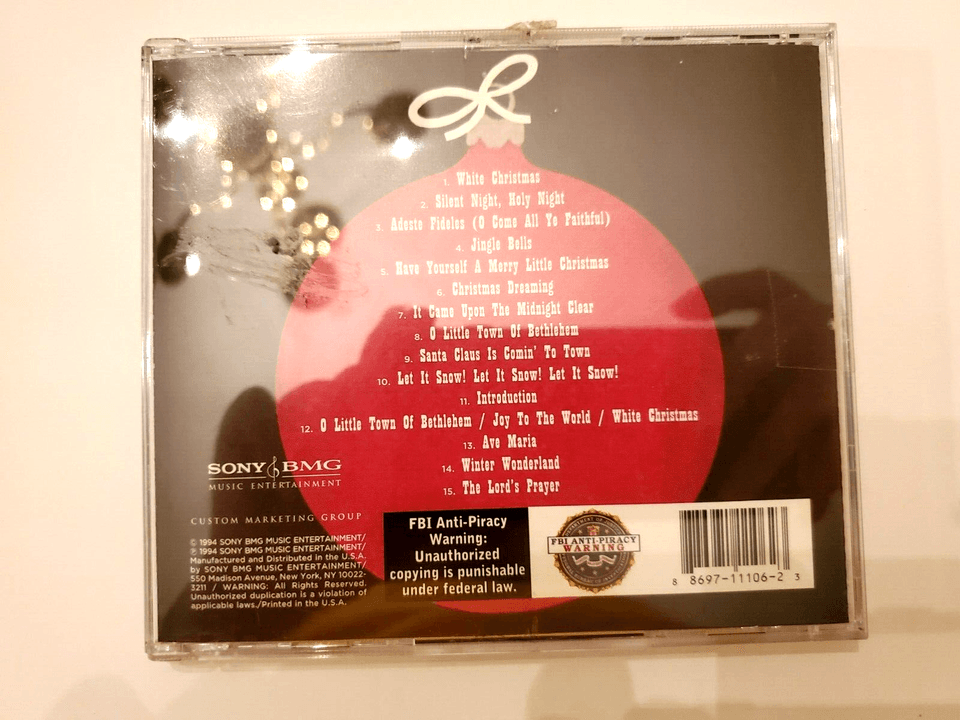 1. White Christmas
2. Silent Night, Holy Night
3. Adeste Fideles (O Come All Ye Faithful)
4. Jingle Bells
5. Have Yourself A Merry Little Christmas
6. Christmas Dreaming
7. It Came Upon The Midnight Clear
8. O Little Town Of Bethlehem
9. Santa Claus Is Comin' To Town
10. Let It Snow! Let It Snow! Let It Snow!
11. Introduction
12. O Little Town Of Bethlehem / Joy To The World / White Christmas
13. Ave Maria
14. Winter Wonderland
15. The Lord's Prayer
SONY BMG
MUSIC ENTERTAINMENT
CUSTOM MARKETING GROUP
© 1994 SONY BMG MUSIC ENTERTAINMENT/
℗ 1994 SONY BMG MUSIC ENTERTAINMENT/
Manufactured and Distributed in the U.S.A.
by SONY BMG MUSIC ENTERTAINMENT/
550 Madison Avenue, New York, NY 10022-
3211 / WARNING: All Rights Reserved.
Unauthorized duplication is a violation of
applicable laws./Printed in the U.S.A.
FBI Anti-Piracy
Warning:
Unauthorized
copying is punishable
under federal law.
FBI ANTI-PIRACY
WARNING
8 8697-11106-2 3